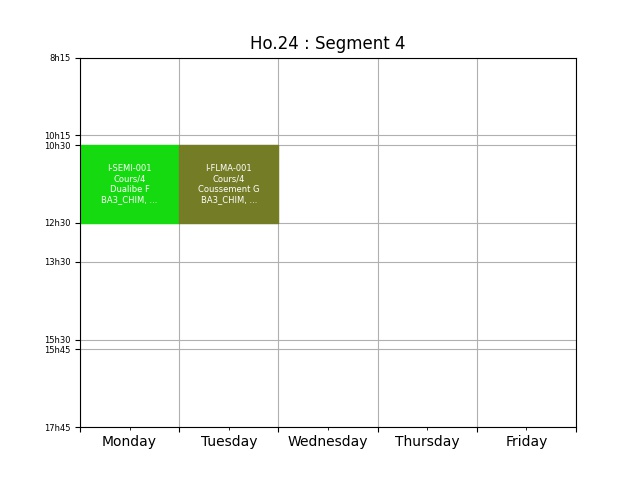 Ho.24 : Segment 4
8h15
10h15
10h30
I-SEMI-001
Cours/4
Dualibe F
BA3_CHIM, ...
I-FLMA-001
Cours/4
Coussement G
BA3_CHIM, ...
12h30
13h30
15h30
15h45
17h45
Monday
Tuesday
Wednesday
Thursday
Friday